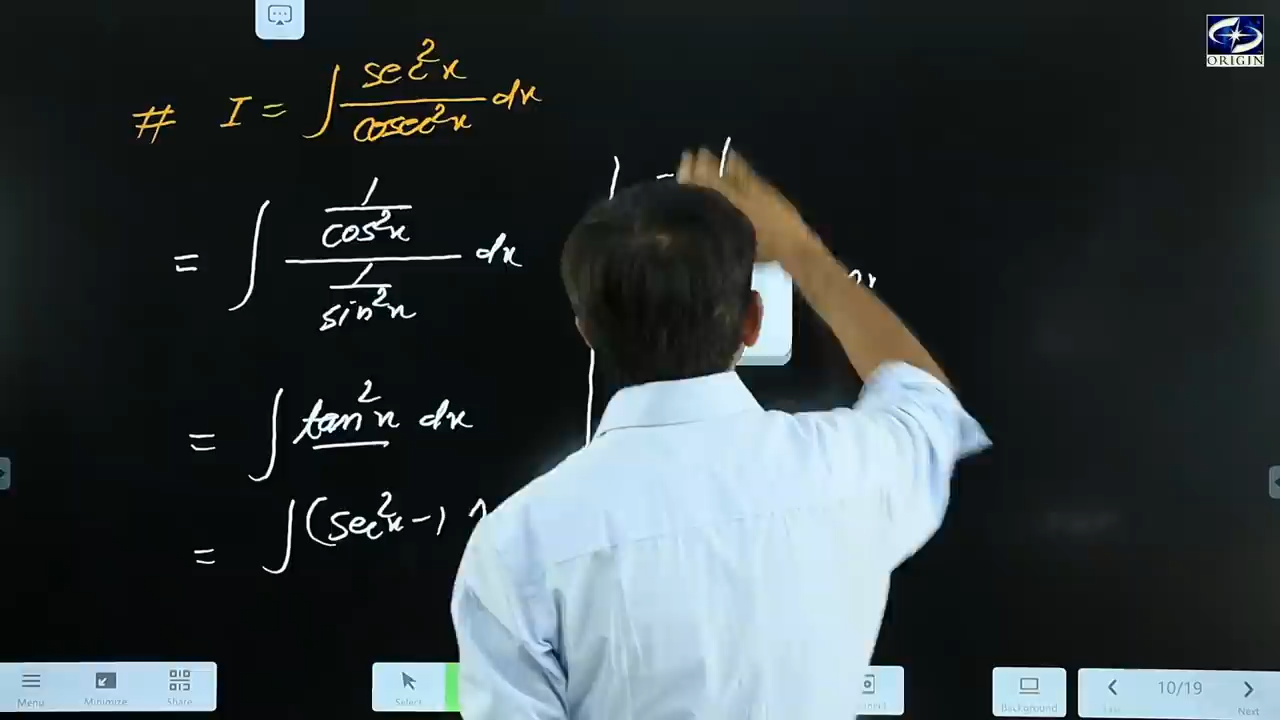 ORIGIN
# I = ∫ sec²x / cosec²x dx
= ∫ (1/cos²x) / (1/sin²x) dx
= ∫ tan²x dx
= ∫ (sec²x - 1
Menu Minimize Share Select Background 10/19 Next